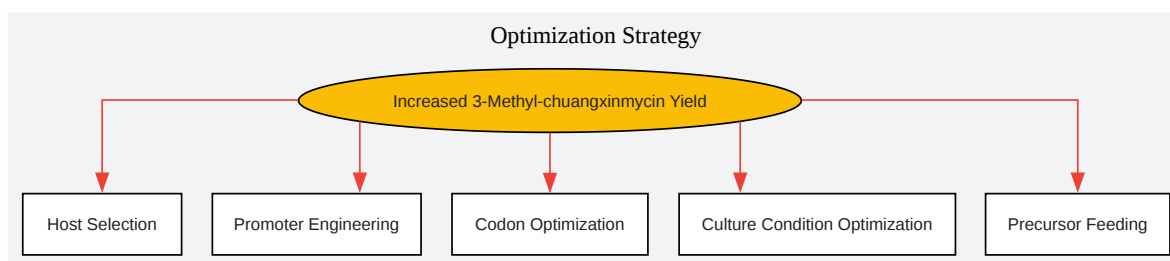 Optimization Strategy
Increased 3-Methyl-chuangxinmycin Yield
Host Selection
Promoter Engineering
Codon Optimization
Culture Condition Optimization
Precursor Feeding